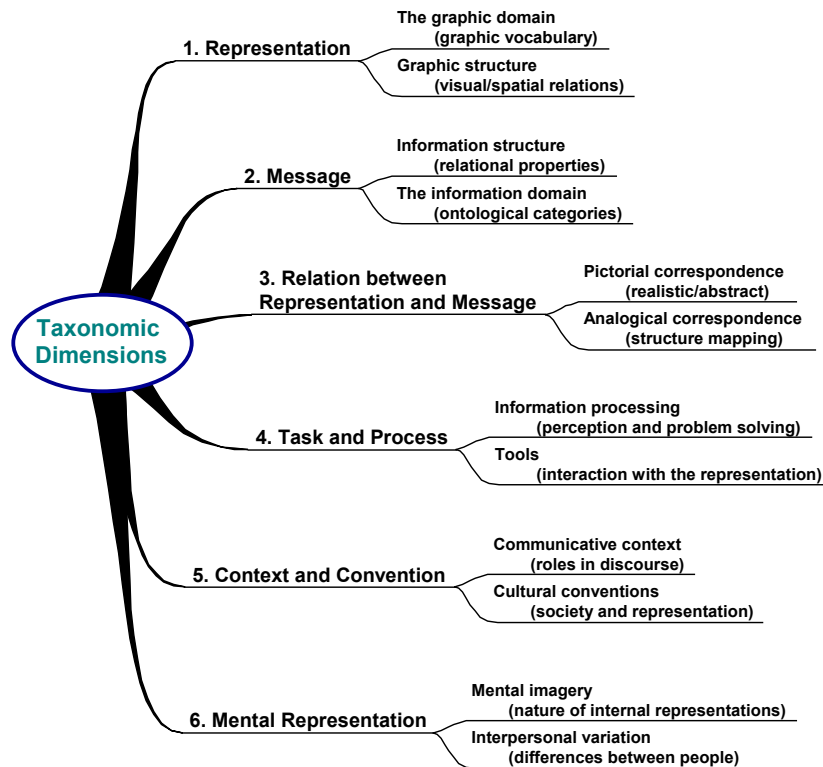 Taxonomic
Dimensions
1. Representation
The graphic domain
(graphic vocabulary)
Graphic structure
(visual/spatial relations)
2. Message
Information structure
(relational properties)
The information domain
(ontological categories)
3. Relation between
Representation and Message
Pictorial correspondence
(realistic/abstract)
Analogical correspondence
(structure mapping)
4. Task and Process
Information processing
(perception and problem solving)
Tools
(interaction with the representation)
5. Context and Convention
Communicative context
(roles in discourse)
Cultural conventions
(society and representation)
6. Mental Representation
Mental imagery
(nature of internal representations)
Interpersonal variation
(differences between people)